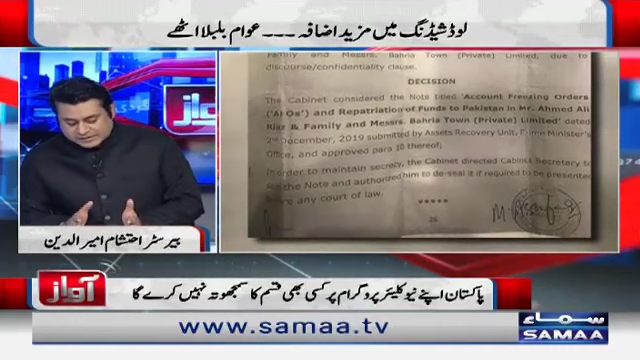 لوڈشیڈنگ میں مزید اضافہ ۔۔۔ عوام بلبلا اٹھے
Family and Messrs. Bahria Town (Private) Limited, due to
discourse/confidentiality clause.
DECISION
The Cabinet considered the Note titled 'Account Freezing Orders
and Repatriation of Funds to Pakistan in Mr. Ahmed Ali
Riaz & Family and Messrs. Bahria Town (Private) Limited' dated
December, 2019 submitted by Assets Recovery Unit, Prime Minister's
Office, and approved para 10 thereof;
In order to maintain secrecy, the Cabinet directed Cabinet Secretary to
the Note and authorized him to de-seal it if required to be presented
any court of law.
*****
آواز
بیرسٹر احتشام امیر الدین
آواز
پاکستان اپنے نیوکلیئر پروگرام پر کسی بھی قسم کا سمجھوتہ نہیں کرے گا
www.samaa.tv
سماء
SAMAA